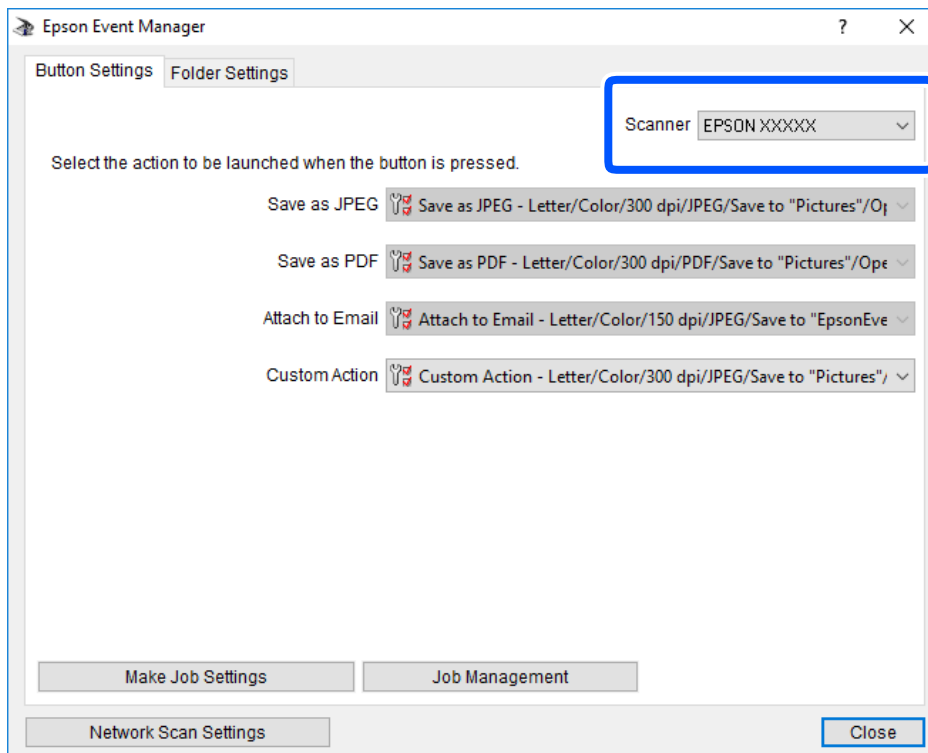 Epson Event Manager
Button Settings
Folder Settings
Scanner EPSON XXXXX
Select the action to be launched when the button is pressed.
Save as JPEG Save as JPEG - Letter/Color/300 dpi/JPEG/Save to "Pictures"/Op
Save as PDF Save as PDF - Letter/Color/300 dpi/PDF/Save to "Pictures"/Ope
Attach to Email Attach to Email - Letter/Color/150 dpi/JPEG/Save to "EpsonEve
Custom Action Custom Action - Letter/Color/300 dpi/JPEG/Save to "Pictures"/
Make Job Settings
Job Management
Network Scan Settings
Close